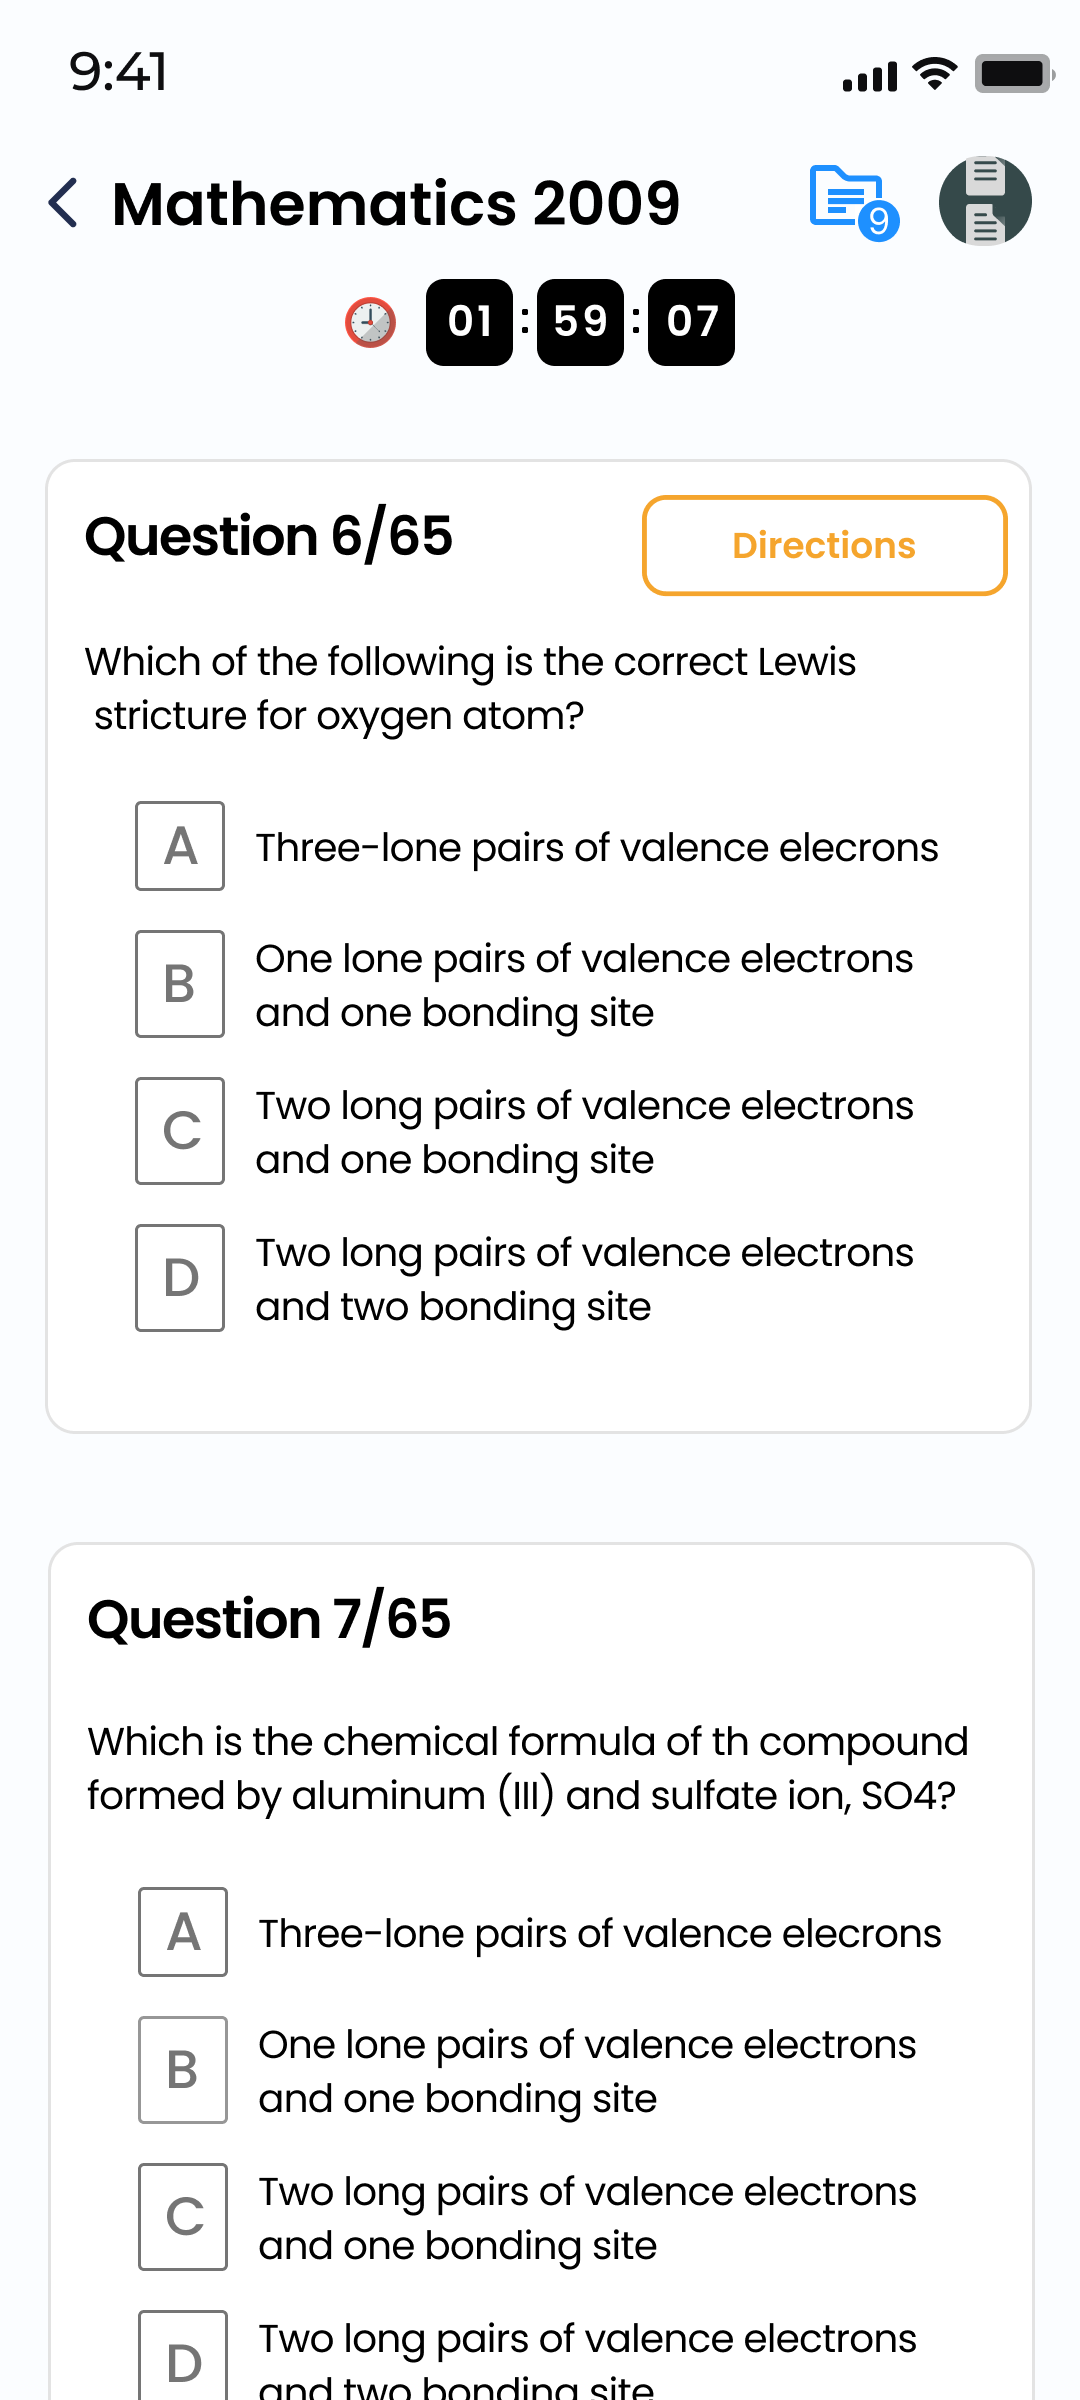 9:41
Mathematics 2009
9
01 : 59 : 07
Question 6/65
Directions
Which of the following is the correct Lewis
stricture for oxygen atom?
A Three-lone pairs of valence elecrons
B One lone pairs of valence electrons
and one bonding site
C Two long pairs of valence electrons
and one bonding site
D Two long pairs of valence electrons
and two bonding site
Question 7/65
Which is the chemical formula of th compound
formed by aluminum (III) and sulfate ion, SO4?
A Three-lone pairs of valence elecrons
B One lone pairs of valence electrons
and one bonding site
C Two long pairs of valence electrons
and one bonding site
D Two long pairs of valence electrons
and two bonding site